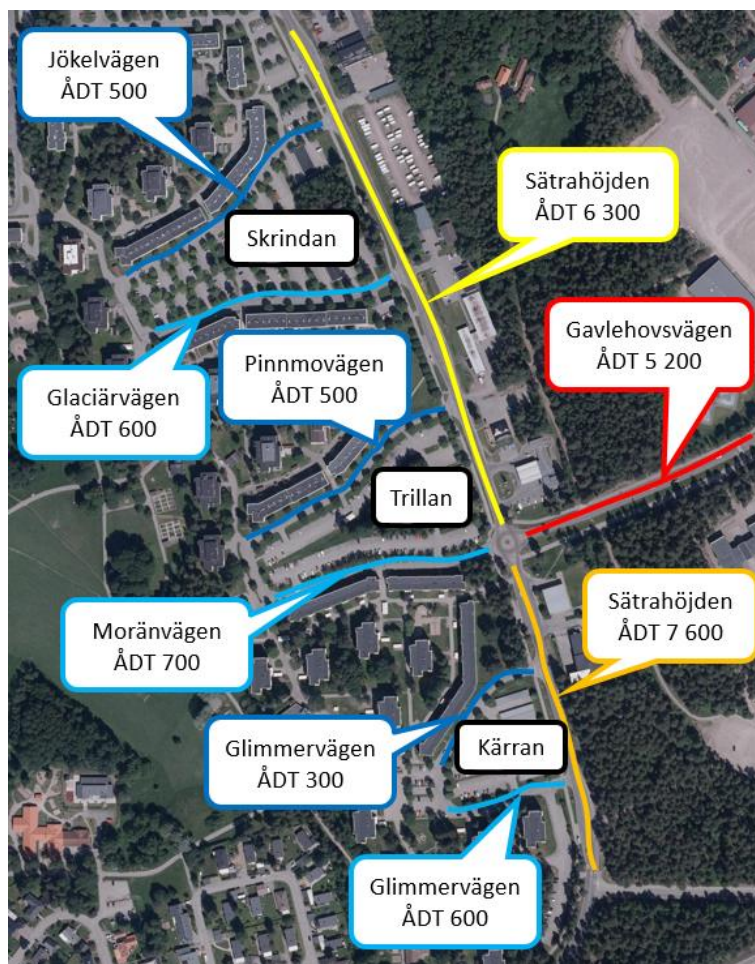 Jökelvägen
ÅDT 500
Sätrahöjden
ÅDT 6 300
Skrindan
Gavlehovsvägen
ÅDT 5 200
Pinnmovägen
ÅDT 500
Glaciärvägen
ÅDT 600
Trillan
Moränvägen
ÅDT 700
Sätrahöjden
ÅDT 7 600
Glimmervägen
ÅDT 300
Kärran
Glimmervägen
ÅDT 600